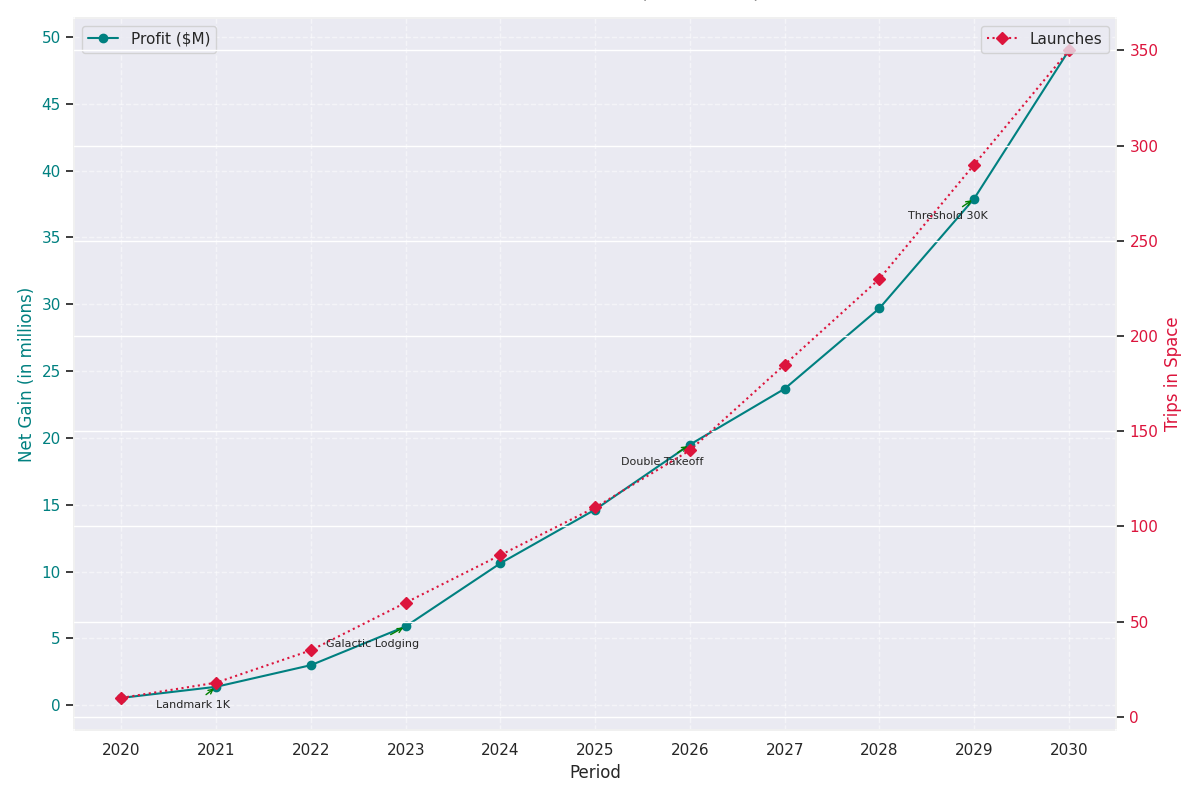 Profit ($M)
Launches
50
45
40
35
30
25
20
15
10
5
0
Net Gain (in millions)
350
300
250
200
150
100
50
0
Trips in Space
Threshold 30K
Double Takeoff
Galactic Lodging
Landmark 1K
2020 2021 2022 2023 2024 2025 2026 2027 2028 2029 2030
Period